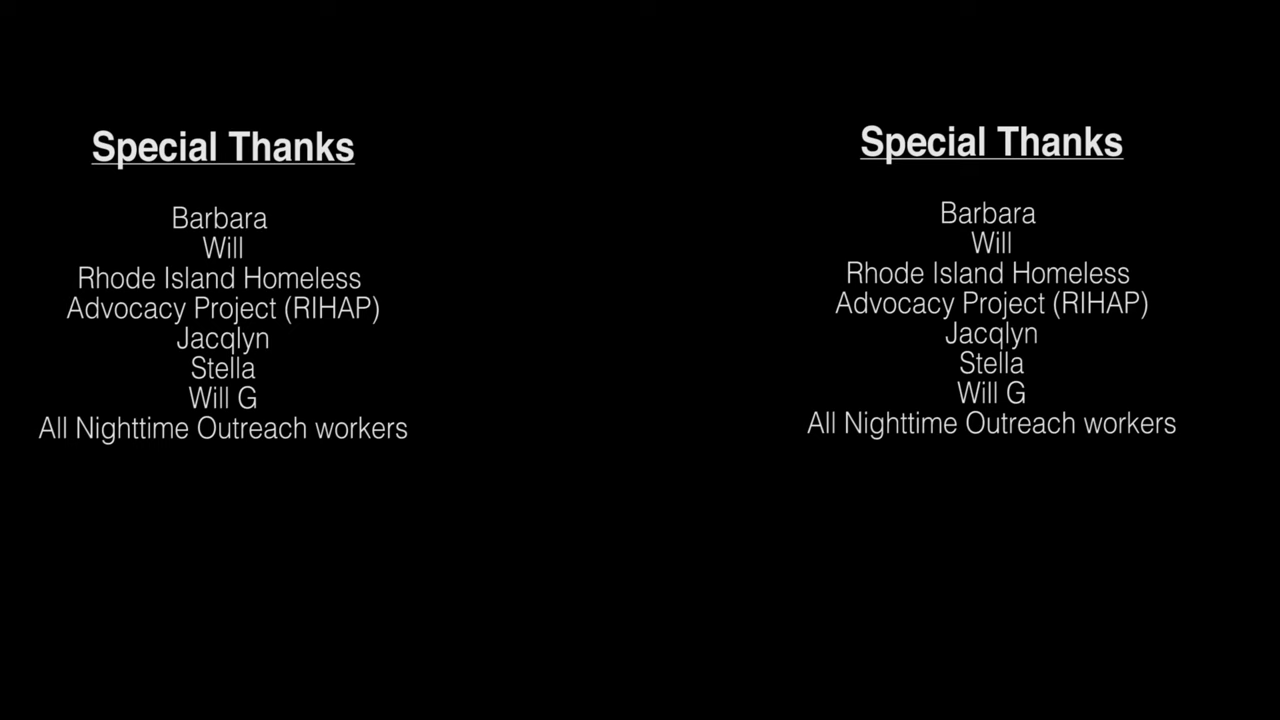 Special Thanks
Barbara
Will
Rhode Island Homeless
Advocacy Project (RIHAP)
Jacqlyn
Stella
Will G
All Nighttime Outreach workers
Special Thanks
Barbara
Will
Rhode Island Homeless
Advocacy Project (RIHAP)
Jacqlyn
Stella
Will G
All Nighttime Outreach workers